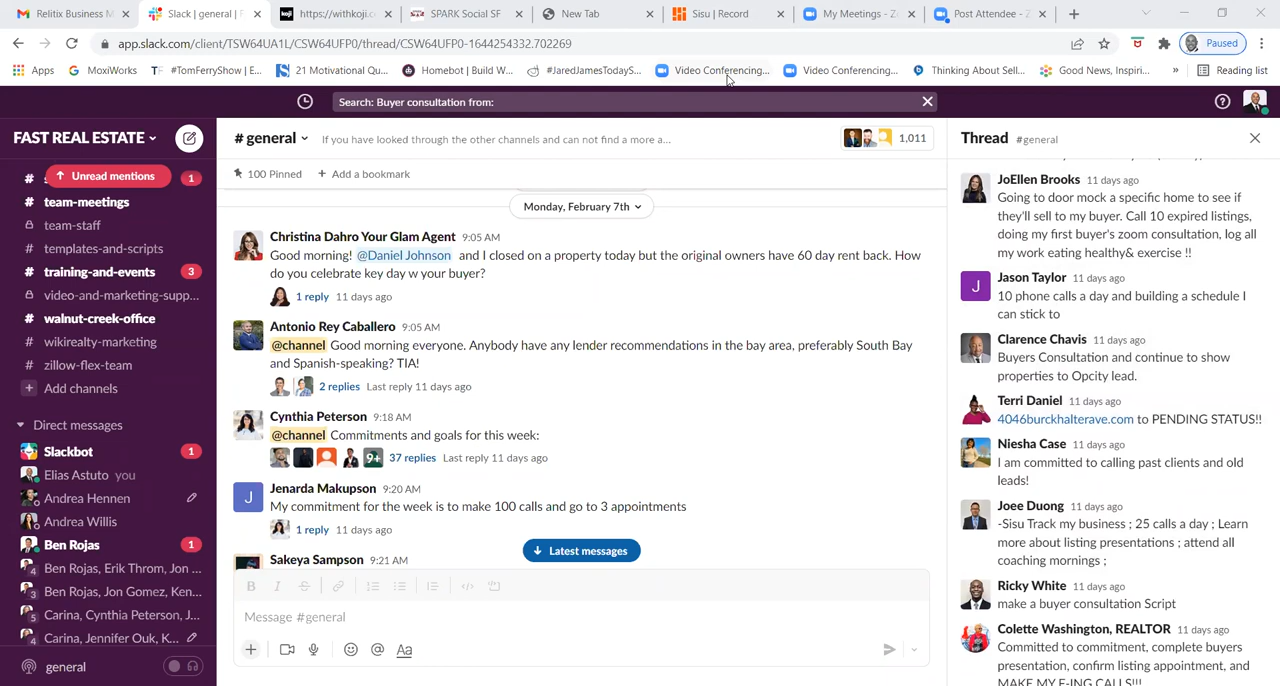 Relitix Business M
Slack | general | F
https://withkoji.c
SPARK Social SF
New Tab
Sisu | Record
My Meetings - Z
Post Attendee - Z
app.slack.com/client/TSW64UA1L/CSW64UFP0/thread/CSW64UFP0-1644254332.702269
Paused
Apps
MoxiWorks
#TomFerryShow | E...
21 Motivational Qu...
Homebot | Build W...
#JaredJamesTodayS...
Video Conferencing,...
Video Conferencing,...
Thinking About Sell...
Good News, Inspiri...
»
Reading list
Search: Buyer consultation from:
FAST REAL ESTATE
Unread mentions
1
# team-meetings
team-staff
# templates-and-scripts
# training-and-events 3
video-and-marketing-supp...
# walnut-creek-office
# wikirealty-marketing
# zillow-flex-team
+ Add channels
Direct messages
Slackbot 1
Elias Astuto you
Andrea Hennen
Andrea Willis
Ben Rojas 1
4 Ben Rojas, Erik Throm, Jon ...
3 Ben Rojas, Jon Gomez, Ken...
5 Carina, Cynthia Peterson, J...
4 Carina, Jennifer Ouk, K...
general
# general
If you have looked through the other channels and can not find a more a...
1,011
100 Pinned
+ Add a bookmark
Monday, February 7th
Christina Dahro Your Glam Agent 9:05 AM
Good morning! @Daniel Johnson and I closed on a property today but the original owners have 60 day rent back. How
do you celebrate key day w your buyer?
1 reply 11 days ago
Antonio Rey Caballero 9:05 AM
@channel Good morning everyone. Anybody have any lender recommendations in the bay area, preferably South Bay
and Spanish-speaking? TIA!
2 replies Last reply 11 days ago
Cynthia Peterson 9:18 AM
@channel Commitments and goals for this week:
9+ 37 replies Last reply 11 days ago
J
Jenarda Makupson 9:20 AM
My commitment for the week is to make 100 calls and go to 3 appointments
1 reply 11 days ago
Sakeya Sampson 9:21 AM
Latest messages
B I S
Message #general
+ @ Aa
Thread #general
JoEllen Brooks 11 days ago
Going to door mock a specific home to see if
they'll sell to my buyer. Call 10 expired listings,
doing my first buyer's zoom consultation, log all
my work eating healthy& exercise !!
J
Jason Taylor 11 days ago
10 phone calls a day and building a schedule I
can stick to
Clarence Chavis 11 days ago
Buyers Consultation and continue to show
properties to Opcity lead.
Terri Daniel 11 days ago
4046burckhalterave.com to PENDING STATUS!!
Niesha Case 11 days ago
I am committed to calling past clients and old
leads!
Joee Duong 11 days ago
-Sisu Track my business ; 25 calls a day ; Learn
more about listing presentations ; attend all
coaching mornings ;
Ricky White 11 days ago
make a buyer consultation Script
Colette Washington, REALTOR 11 days ago
Committed to commitment, complete buyers
presentation, confirm listing appointment, and
MAKE MY F-ING CALLS!!!